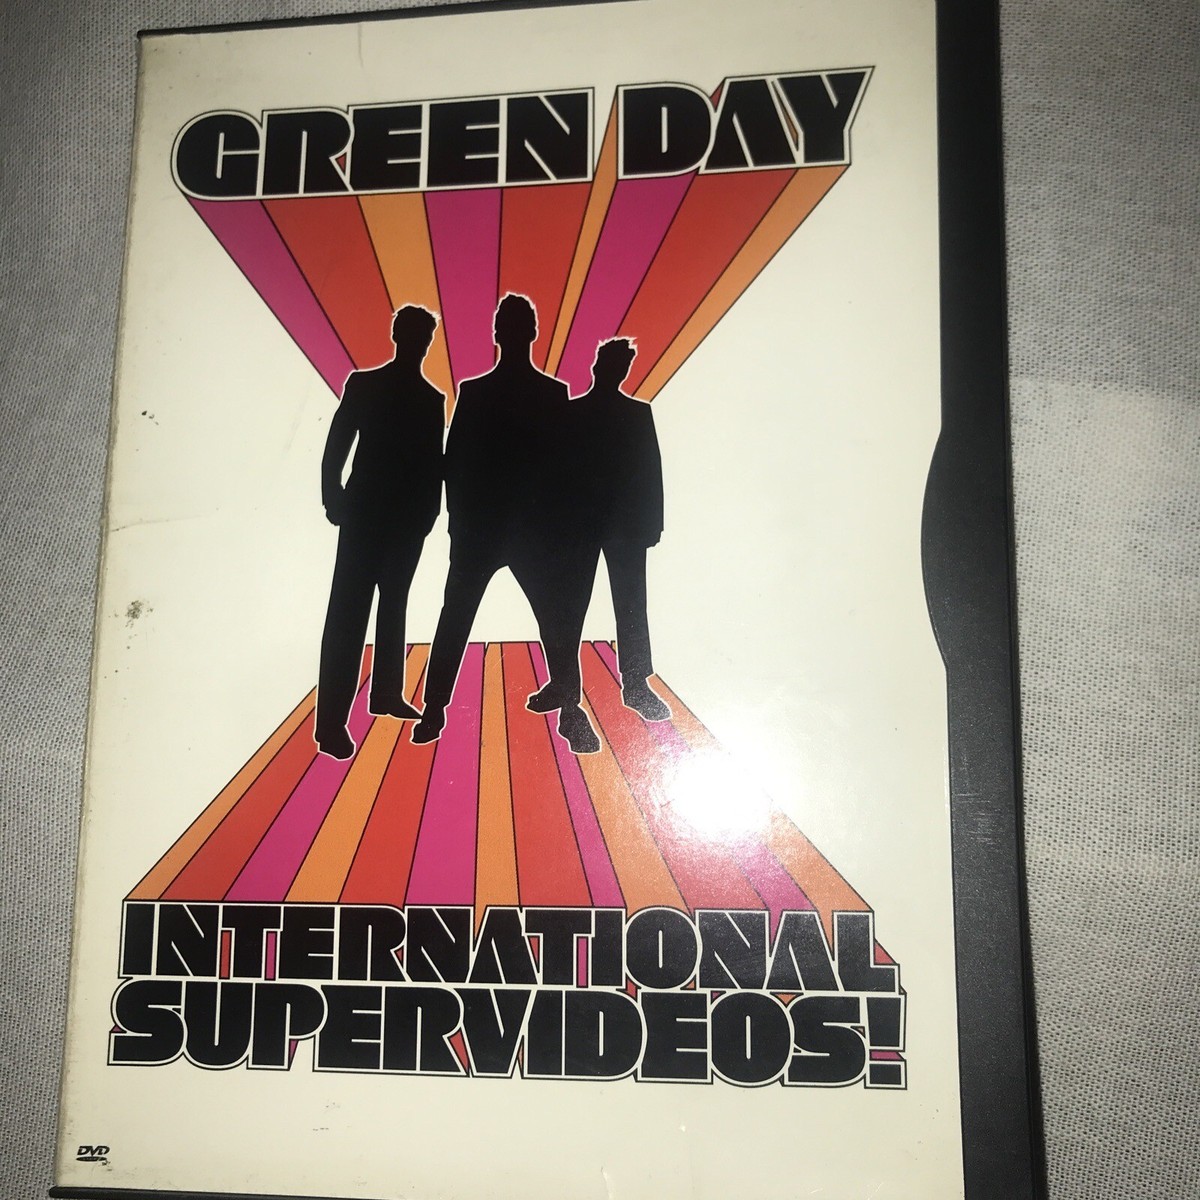 GREEN DAY
INTERNATIONAL
SUPERVIDEOS!
DVD